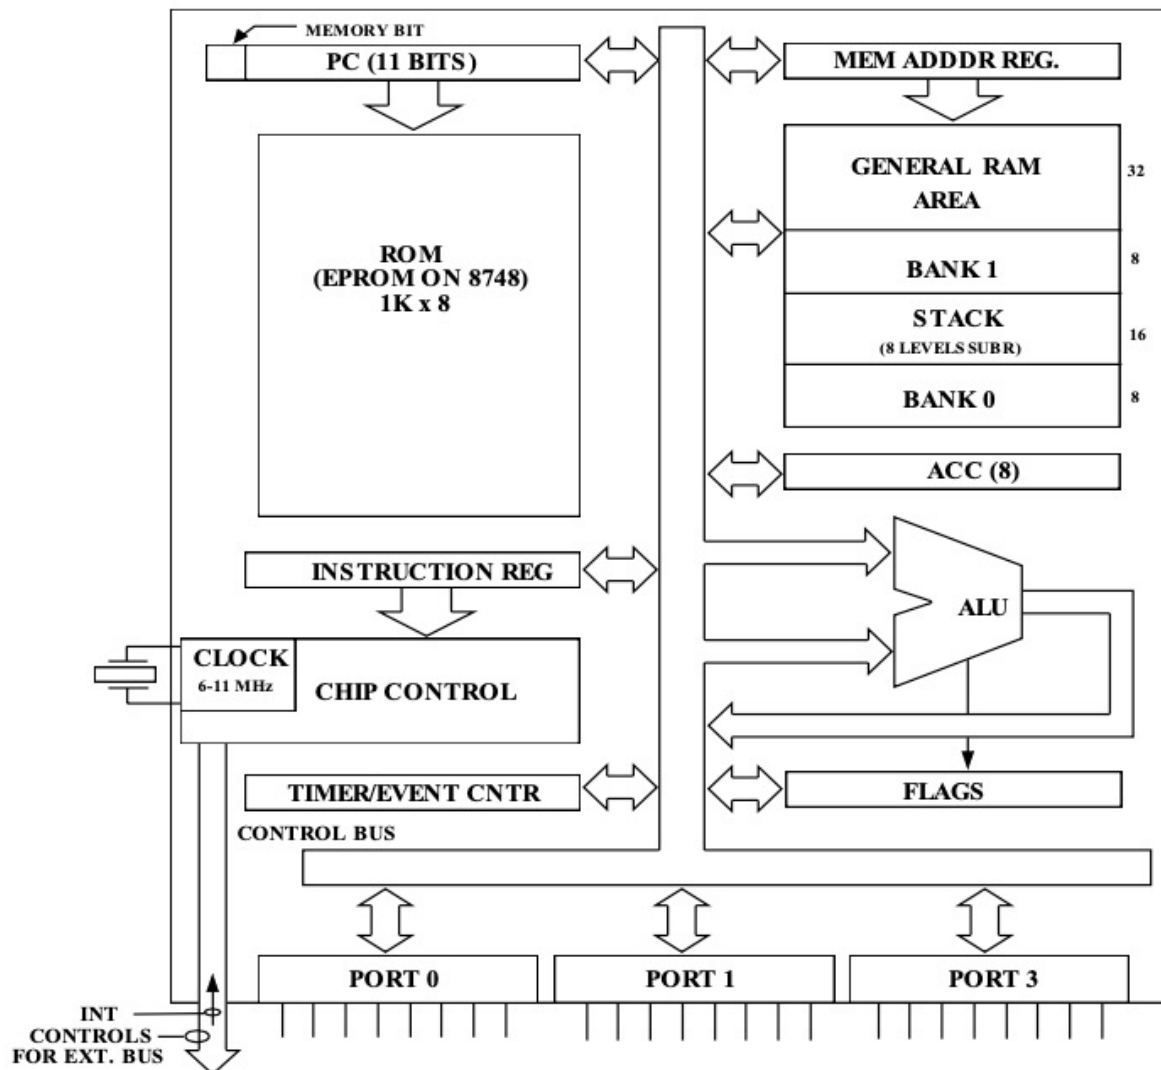 MEMORY BIT
PC (11 BITS)
MEM ADDDR REG.
GENERAL RAM
AREA
32
ROM
(EPROM ON 8748)
1K x 8
BANK 1
8
STACK
(8 LEVELS SUBR)
16
BANK 0
8
ACC (8)
INSTRUCTION REG
ALU
CLOCK
6-11 MHz
CHIP CONTROL
TIMER/EVENT CNTR
FLAGS
CONTROL BUS
PORT 0
PORT 1
PORT 3
INT
CONTROLS
FOR EXT. BUS